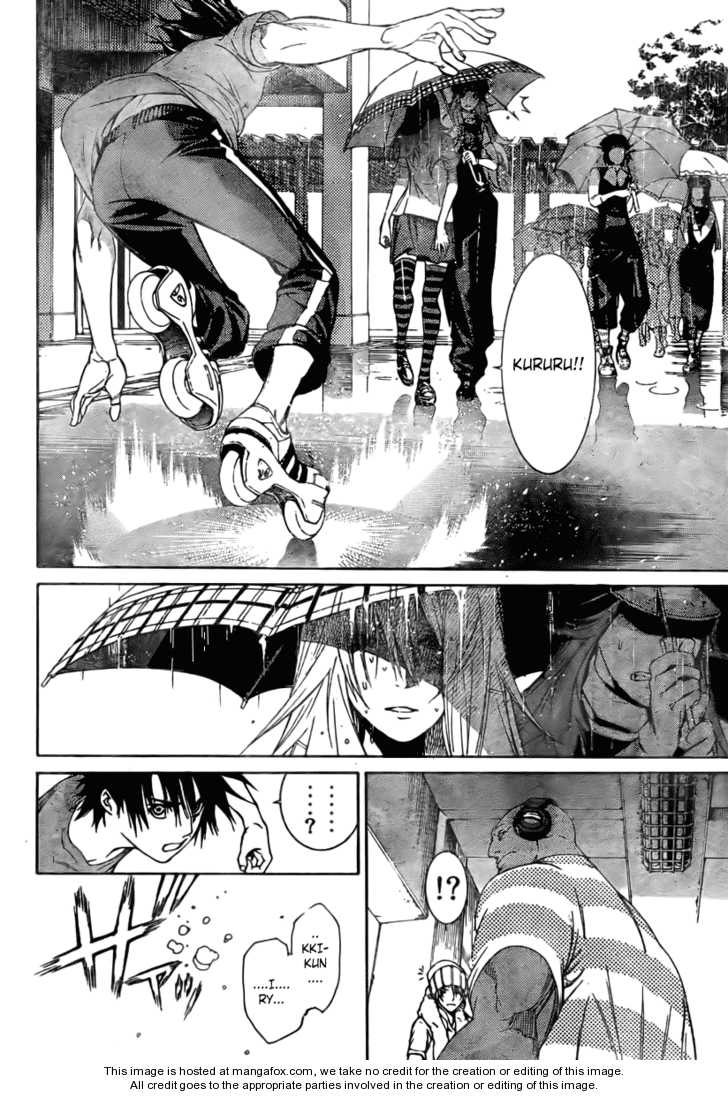 KURURU!!
......?
!?
..
KKI-
KUN
....
....I....
RY...
This image is hosted at mangafox.com, we take no credit for the creation or editing of this image.
All credit goes to the appropriate parties involved in the creation or editing of this image.